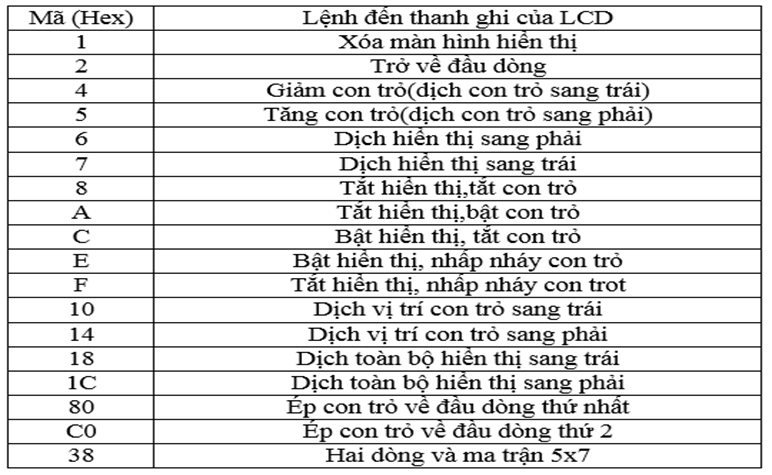 Mã (Hex) Lệnh đến thanh ghi của LCD
1 Xóa màn hình hiển thị
2 Trở về đầu dòng
4 Giảm con trỏ(dịch con trỏ sang trái)
5 Tăng con trỏ(dịch con trỏ sang phải)
6 Dịch hiển thị sang phải
7 Dịch hiển thị sang trái
8 Tắt hiển thị,tắt con trỏ
A Tắt hiển thị,bật con trỏ
C Bật hiển thị, tắt con trỏ
E Bật hiển thị, nhấp nháy con trỏ
F Tắt hiển thị, nhấp nháy con trot
10 Dịch vị trí con trỏ sang trái
14 Dịch vị trí con trỏ sang phải
18 Dịch toàn bộ hiển thị sang trái
1C Dịch toàn bộ hiển thị sang phải
80 Ép con trỏ về đầu dòng thứ nhất
C0 Ép con trỏ về đầu dòng thứ 2
38 Hai dòng và ma trận 5x7